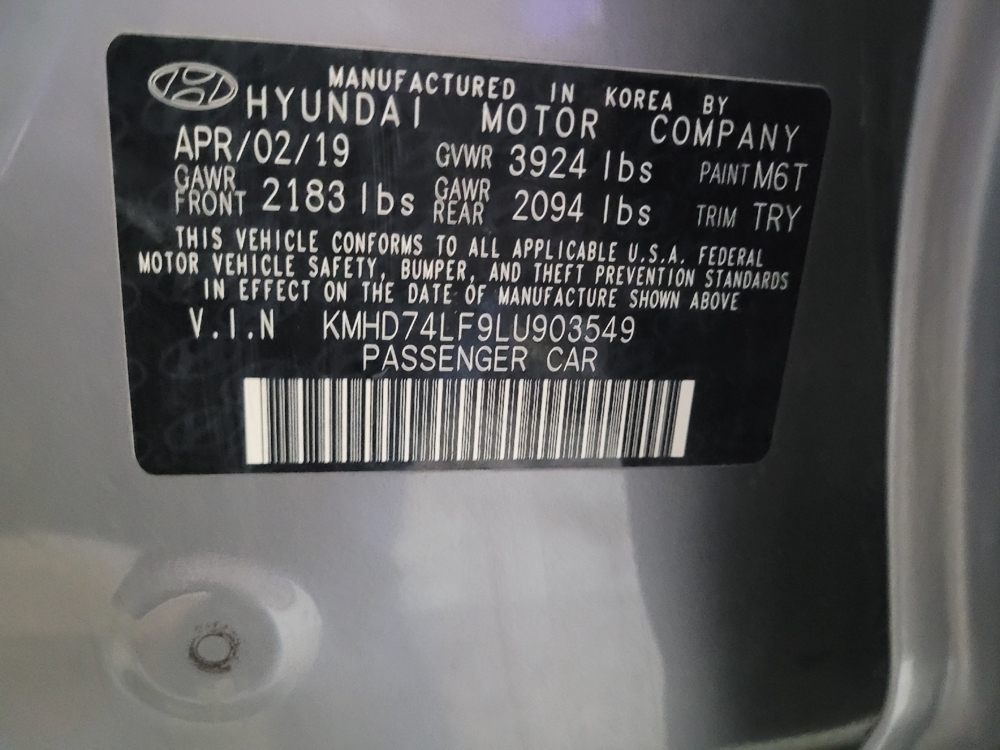 MANUFACTURED IN KOREA BY
HYUNDAI MOTOR COMPANY
APR/02/19 GVWR 3924 lbs PAINT M6T
GAWR FRONT 2183 lbs GAWR REAR 2094 lbs TRIM TRY
THIS VEHICLE CONFORMS TO ALL APPLICABLE U.S.A. FEDERAL
MOTOR VEHICLE SAFETY, BUMPER, AND THEFT PREVENTION STANDARDS
IN EFFECT ON THE DATE OF MANUFACTURE SHOWN ABOVE
V.I.N KMHD74LF9LU903549
PASSENGER CAR